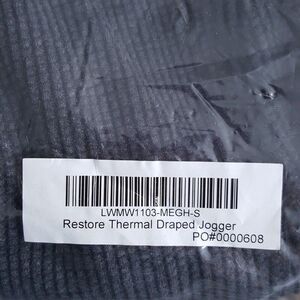 LWMW1103-MEGH-S
Restore Thermal Draped Jogger
PO#0000608